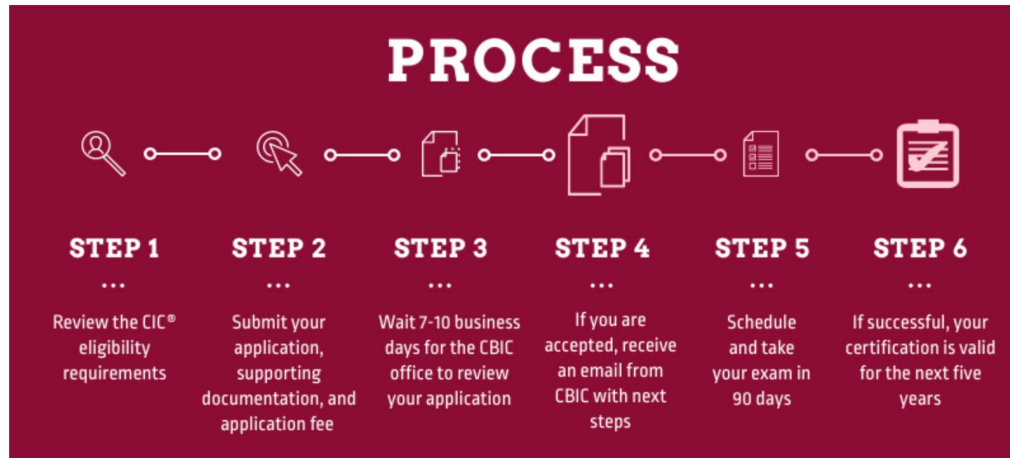 PROCESS
STEP 1
...
Review the CIC®
eligibility
requirements
STEP 2
...
Submit your
application,
supporting
documentation, and
application fee
STEP 3
...
Wait 7-10 business
days for the CBIC
office to review
your application
STEP 4
...
If you are
accepted, receive
an email from
CBIC with next
steps
STEP 5
...
Schedule
and take
your exam in
90 days
STEP 6
...
If successful, your
certification is valid
for the next five
years